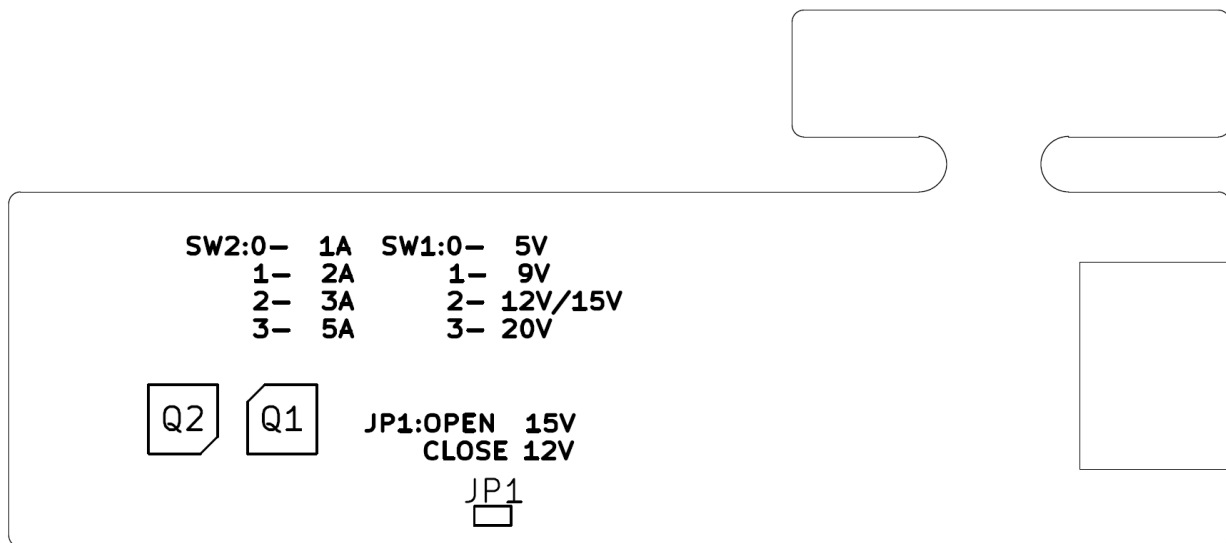 SW2:0- 1A SW1:0- 5V
1- 2A 1- 9V
2- 3A 2- 12V/15V
3- 5A 3- 20V
Q2 Q1
JP1:OPEN 15V
CLOSE 12V
JP1